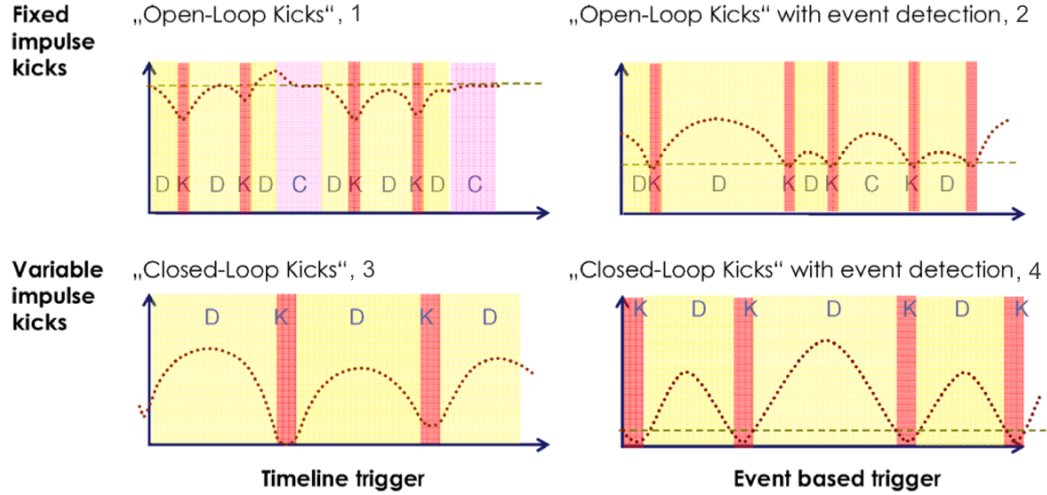 Fixed
impulse
kicks
„Open-Loop Kicks“, 1
D K D K D C D K D K D C
„Open-Loop Kicks“ with event detection, 2
D K D K D K C K D
Variable
impulse
kicks
„Closed-Loop Kicks“, 3
D K D K D
Timeline trigger
„Closed-Loop Kicks“ with event detection, 4
K D K D K D K
Event based trigger